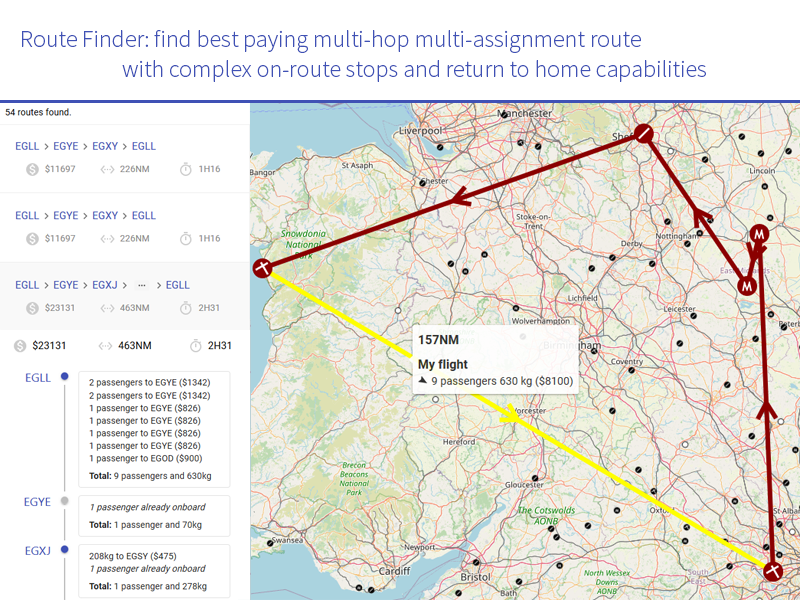 Route Finder: find best paying multi-hop multi-assignment route
with complex on-route stops and return to home capabilities
54 routes found.
EGLL > EGYE > EGXY > EGLL
$11697 226NM 1H16
EGLL > EGYE > EGXY > EGLL
$11697 226NM 1H16
EGLL > EGYE > EGXJ > ··· > EGLL
$23131 463NM 2H31
$23131 463NM 2H31
EGLL
2 passengers to EGYE ($1342)
2 passengers to EGYE ($1342)
1 passenger to EGYE ($826)
1 passenger to EGYE ($826)
1 passenger to EGYE ($826)
1 passenger to EGYE ($826)
1 passenger to EGOD ($900)
Total: 9 passengers and 630kg
EGYE
1 passenger already onboard
Total: 1 passenger and 70kg
EGXJ
208kg to EGSY ($475)
1 passenger already onboard
Total: 1 passenger and 278kg
Manchester
Liverpool
Bangor
St Asaph
Chester
Lincoln
Snowdonia
National
Stoke-on-
Trent
Derby
Nottingham
M
M
East Midlands
Lichfield
Leicester
Wolverhampton
Birmingham
Coventry
157NM
My flight
9 passengers 630 kg ($8100)
Worcester
Hereford
Brecon
Beacons
National
Park
Gloucester
The Cotswolds
AONB
Swansea
Newport
Cardiff
Bristol
Bath
North Wessex
Downs
AONB
South-
East